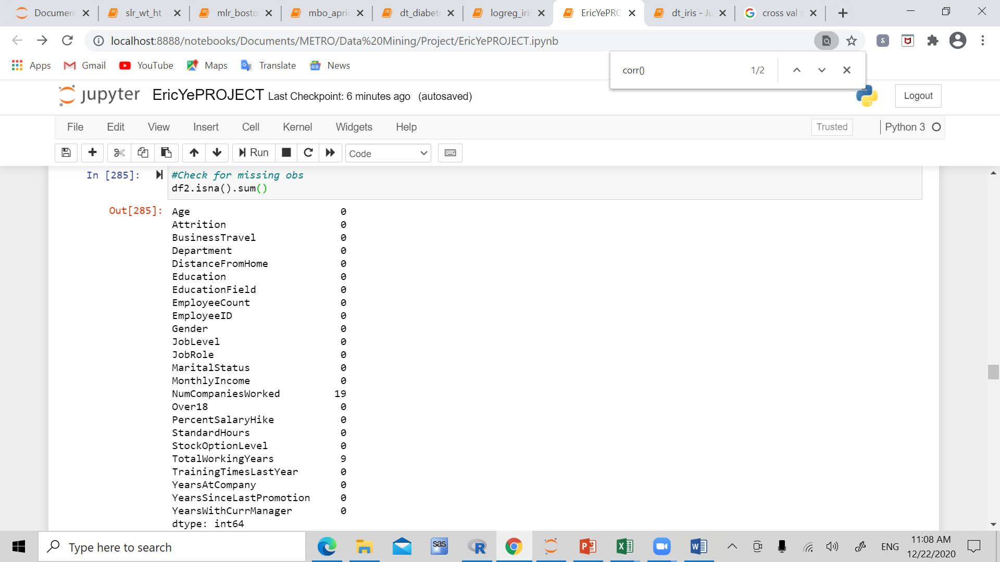 Documen
slr_wt_ht -
mlr_bosto
mbo_apric
dt_diabete
logreg_iris
EricYePRO
dt_iris - Ju
cross val s
localhost:8888/notebooks/Documents/METRO/Data%20Mining/Project/EricYePROJECT.ipynb
Apps
Gmail
YouTube
Maps
Translate
News
corr()
1/2
jupyter
EricYePROJECT Last Checkpoint: 6 minutes ago (autosaved)
Logout
File Edit View Insert Cell Kernel Widgets Help
Trusted
Python 3
Run
Code
In [285]:
#Check for missing obs
df2.isna().sum()
Out[285]:
Age 0
Attrition 0
BusinessTravel 0
Department 0
DistanceFromHome 0
Education 0
EducationField 0
EmployeeCount 0
EmployeeID 0
Gender 0
JobLevel 0
JobRole 0
MaritalStatus 0
MonthlyIncome 0
NumCompaniesWorked 19
Over18 0
PercentSalaryHike 0
StandardHours 0
StockOptionLevel 0
TotalWorkingYears 9
TrainingTimesLastYear 0
YearsAtCompany 0
YearsSinceLastPromotion 0
YearsWithCurrManager 0
dtype: int64
Type here to search
sas
ENG
11:08 AM
12/22/2020